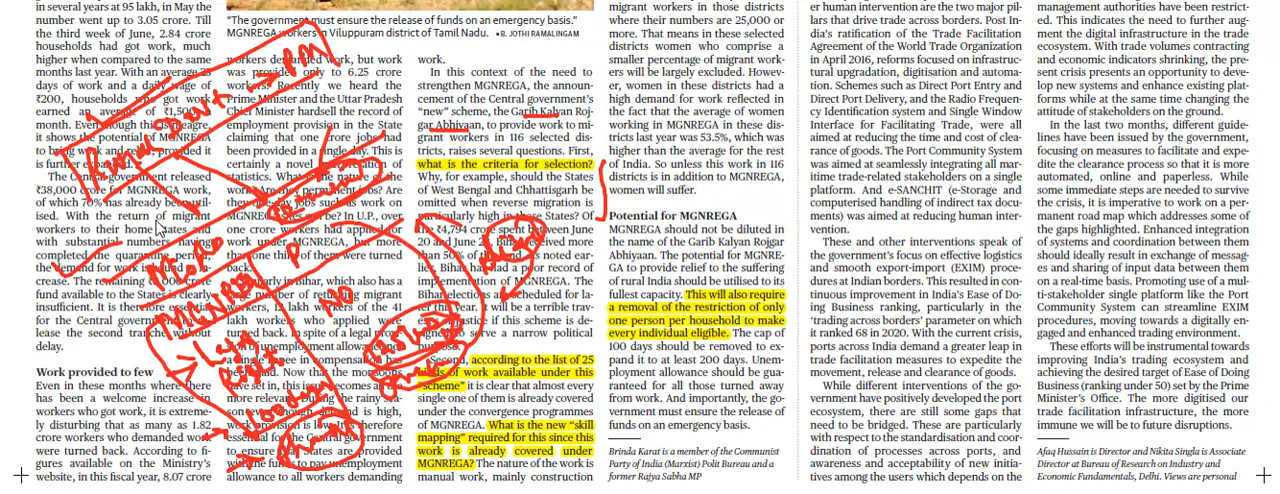 in several years at 95 lakh, in May the
number went up to 3.05 crore. Till
the third week of June, 2.84 crore
households had got work, much
higher when compared to the same
months last year. With an average
days of work and a daily wage
₹200, households who got work
earned an average of ₹1,500
month. Even though this is meagre,
it shows the potential of MGNREGA
to bring work and relief provided it
is further expanded.
The Central government released
₹38,000 crore for MGNREGA work,
of which 70% has already been util-
ised. With the return of migrant
workers to their home States and
with substantial numbers having
completed the quarantine period,
the demand for work is bound to in-
crease. The remaining crore
fund available to the States is clearly
insufficient. It is therefore essential
for the Central government to re-
lease the second tranche without
delay.
Work provided to few
Even in these months where there
has been a welcome increase in
workers who got work, it is extreme-
ly disturbing that as many as 1.82
crore workers who demanded work
were turned back. According to fi-
gures available on the Ministry's
website, in this fiscal year, 8.07 crore
"The government must ensure the release of funds on an emergency basis."
MGNREGA workers in Viluppuram district of Tamil Nadu. ■ B. JOTHI RAMALINGAM
workers demanded work, but work
was provided only to 6.25 crore
workers. Recently we heard the
Prime Minister and the Uttar Pradesh
Chief Minister hardsell the record of
employment provision in the State
claiming that one crore jobs had
been provided in a single day. This is
certainly a novel interpretation of
statistics. What is the nature of the
work? Are they permanent jobs? Are
they one-day jobs such as work on
MGNREGA sites can be? In U.P., over
one crore workers had applied for
work under MGNREGA, but more
than one third of them were turned
back.
Similarly in Bihar, which also has a
large number of returning migrant
workers, lakh workers of the 41
lakh workers who applied were
turned back. In spite of a legal provi-
sion of unemployment allowance
a single rupee in compensation has
been paid. Now that the monsoons
have set in, this issue becomes all the
more relevant. During the rainy sea-
son even though demand is high,
work provision is low. It is therefore
essential for the Central government
to ensure that States are provided
with the funds to pay unemployment
allowance to all workers demanding
work.
In this context of the need to
strengthen MGNREGA, the announ-
cement of the Central government's
"new" scheme, the Garib Kalyan Roj-
gar Abhiyaan, to provide work to mi-
grant workers in 116 selected dis-
tricts, raises several questions. First,
what is the criteria for selection?
Why, for example, should the States
of West Bengal and Chhattisgarh be
omitted when reverse migration is
particularly high in these States? Of
the ₹4,794 crore spent between June
20 and June 2 , Bihar received more
than 50% of the fund. As noted ear-
lier, Bihar has had a poor record of
implementation of MGNREGA. The
Bihar elections are scheduled for la-
ter this year. It will be a terrible trav-
esty of justice if this scheme is de-
signed to serve a narrow political
purpose.
Second, according to the list of 25
kinds of work available under this
"scheme" it is clear that almost every
single one of them is already covered
under the convergence programmes
of MGNREGA. What is the new "skill
mapping" required for this since this
work is already covered under
MGNREGA? The nature of the work is
manual work, mainly construction
migrant workers in those districts
where their numbers are 25,000 or
more. That means in these selected
districts women who comprise a
smaller percentage of migrant work-
ers will be largely excluded. Howev-
er, women in these districts had a
high demand for work reflected in
the fact that the average of women
working in MGNREGA in these dis-
tricts last year was 53.5%, which was
higher than the average for the rest
of India. So unless this work in 116
districts is in addition to MGNREGA,
women will suffer.
Potential for MGNREGA
MGNREGA should not be diluted in
the name of the Garib Kalyan Rojgar
Abhiyaan. The potential for MGNRE-
GA to provide relief to the suffering
of rural India should be utilised to its
fullest capacity. This will also require
a removal of the restriction of only
one person per household to make
every individual eligible. The cap of
100 days should be removed to ex-
pand it to at least 200 days. Unem-
ployment allowance should be gua-
ranteed for all those turned away
from work. And importantly, the go-
vernment must ensure the release of
funds on an emergency basis.
Brinda Karat is a member of the Communist
Party of India (Marxist) Polit Bureau and a
former Rajya Sabha MP
er human intervention are the two major pil-
lars that drive trade across borders. Post In-
dia's ratification of the Trade Facilitation
Agreement of the World Trade Organization
in April 2016, reforms focused on infrastruc-
tural upgradation, digitisation and automa-
tion. Schemes such as Direct Port Entry and
Direct Port Delivery, and the Radio Frequen-
cy Identification system and Single Window
Interface for Facilitating Trade, were all
aimed at reducing the time and cost of clea-
rance of goods. The Port Community System
was aimed at seamlessly integrating all mar-
itime trade-related stakeholders on a single
platform. And e-SANCHIT (e-Storage and
computerised handling of indirect tax docu-
ments) was aimed at reducing human inter-
vention.
These and other interventions speak of
the government's focus on effective logistics
and smooth export-import (EXIM) proce-
dures at Indian borders. This resulted in con-
tinuous improvement in India's Ease of Do-
ing Business ranking, particularly in the
'trading across borders' parameter on which
it ranked 68 in 2020. With the current crisis,
ports across India demand a greater leap in
trade facilitation measures to expedite the
movement, release and clearance of goods.
While different interventions of the go-
vernment have positively developed the port
ecosystem, there are still some gaps that
need to be bridged. These are particularly
with respect to the standardisation and coor-
dination of processes across ports, and
awareness and acceptability of new initia-
tives among the users which depends on the
management authorities have been restrict-
ed. This indicates the need to further aug-
ment the digital infrastructure in the trade
ecosystem. With trade volumes contracting
and economic indicators shrinking, the pre-
sent crisis presents an opportunity to deve-
lop new systems and enhance existing plat-
forms while at the same time changing the
attitude of stakeholders on the ground.
In the last two months, different guide-
lines have been issued by the government,
focusing on measures to facilitate and expe-
dite the clearance process so that it is more
automated, online and paperless. While
some immediate steps are needed to survive
the crisis, it is imperative to work on a per-
manent road map which addresses some of
the gaps highlighted. Enhanced integration
of systems and coordination between them
should ideally result in exchange of messag-
es and sharing of input data between them
on a real-time basis. Promoting use of a mul-
ti-stakeholder single platform like the Port
Community System can streamline EXIM
procedures, moving towards a digitally en-
gaged and enhanced trading environment.
These efforts will be instrumental towards
improving India's trading ecosystem and
achieving the desired target of Ease of Doing
Business (ranking under 50) set by the Prime
Minister's Office. The more digitised our
trade facilitation infrastructure, the more
immune we will be to future disruptions.
Afaq Hussain is Director and Nikita Singla is Associate
Director at Bureau of Research and Industry and
Economic Fundamentals, Delhi. Views are personal